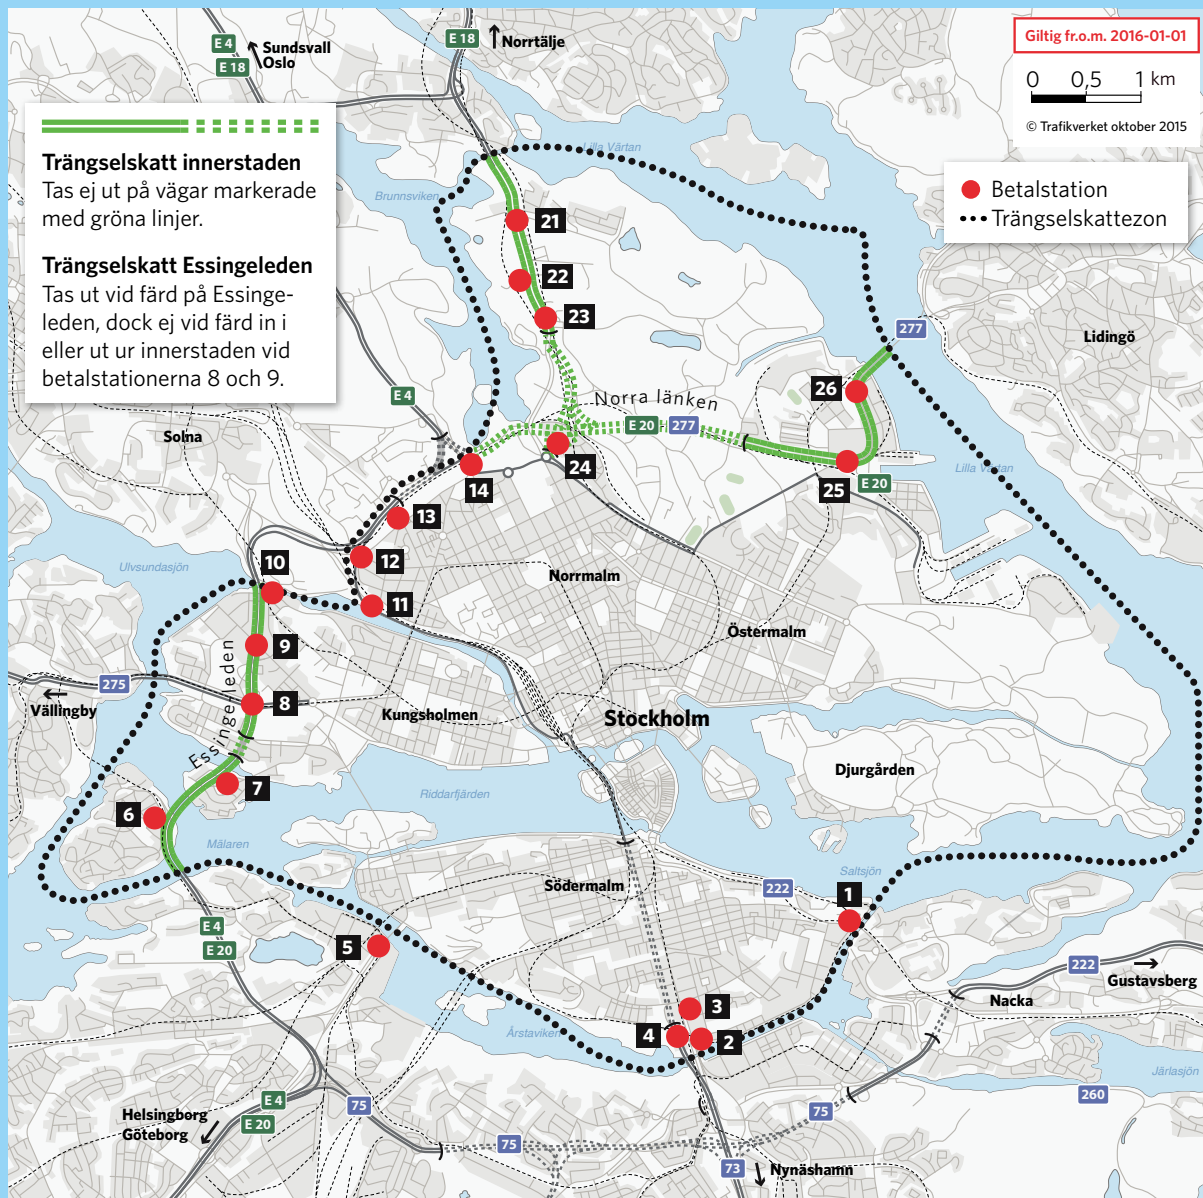 E 4
E 18
Sundsvall
Oslo
E 18
Norrtälje
Giltig fr.o.m. 2016-01-01
0 0,5 1 km
© Trafikverket oktober 2015
Trängselskatt innerstaden
Tas ej ut på vägar markerade
med gröna linjer.
Trängselskatt Essingeleden
Tas ut vid färd på Essinge-
leden, dock ej vid färd in i
eller ut ur innerstaden vid
betalstationerna 8 och 9.
Betalstation
Trängselskattezon
Lilla Värtan
Brunnsviken
21
22
23
277
Lidingö
26
E 4
Norra länken
Solna
E 20
277
24
14
25
E 20
Lilla Värtan
13
12
10
Ulvsundasjön
Norrmalm
11
Östermalm
9
Essingeleden
275
Vällingby
8
Kungsholmen
Stockholm
Djurgården
7
Riddarfjärden
6
Mälaren
Saltsjön
Södermalm
222
1
E 4
E 20
5
222
Gustavsberg
Nacka
3
Årstaviken
4
2
Järlasjön
260
E 4
75
75
Helsingborg
Göteborg
E 20
75
73
Nynäshamn